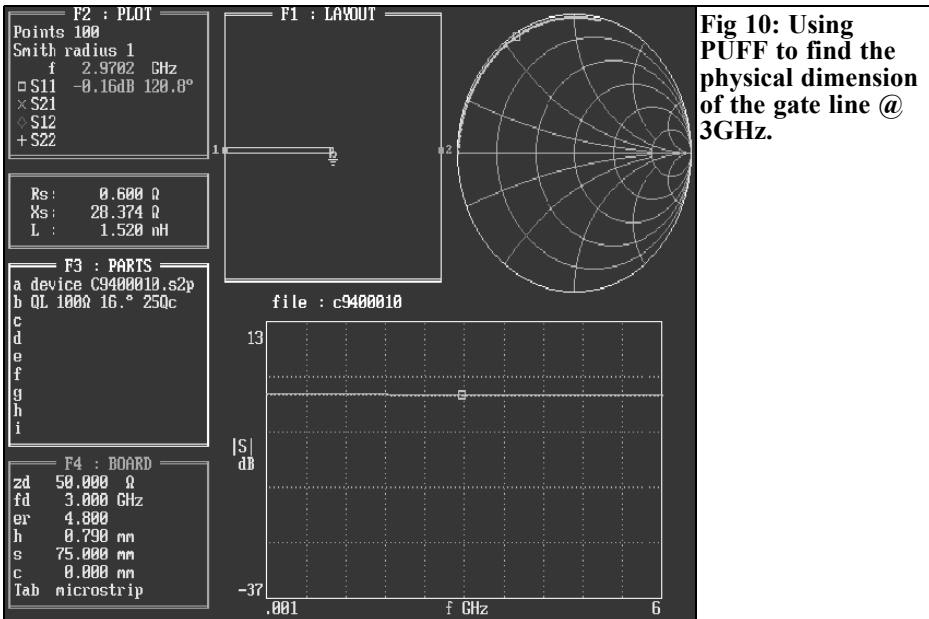 F2 : PLOT
Points 100
Smith radius 1
f 2.9702 GHz
□ S11 -0.16dB 120.8°
× S21
◇ S12
+ S22
Rs: 0.600 Ω
Xs: 28.374 Ω
L : 1.520 nH
F3 : PARTS
a device C9400010.s2p
b QL 100Ω 16.° 25Qc
c
d
e
f
g
h
i
F4 : BOARD
zd 50.000 Ω
fd 3.000 GHz
er 4.800
h 0.790 mm
s 75.000 mm
c 0.000 mm
Tab microstrip
F1 : LAYOUT
1
b
2
file : c9400010
13
|S|
dB
-37
.001 f GHz 6
Fig 10: Using
PUFF to find the
physical dimension
of the gate line @
3GHz.